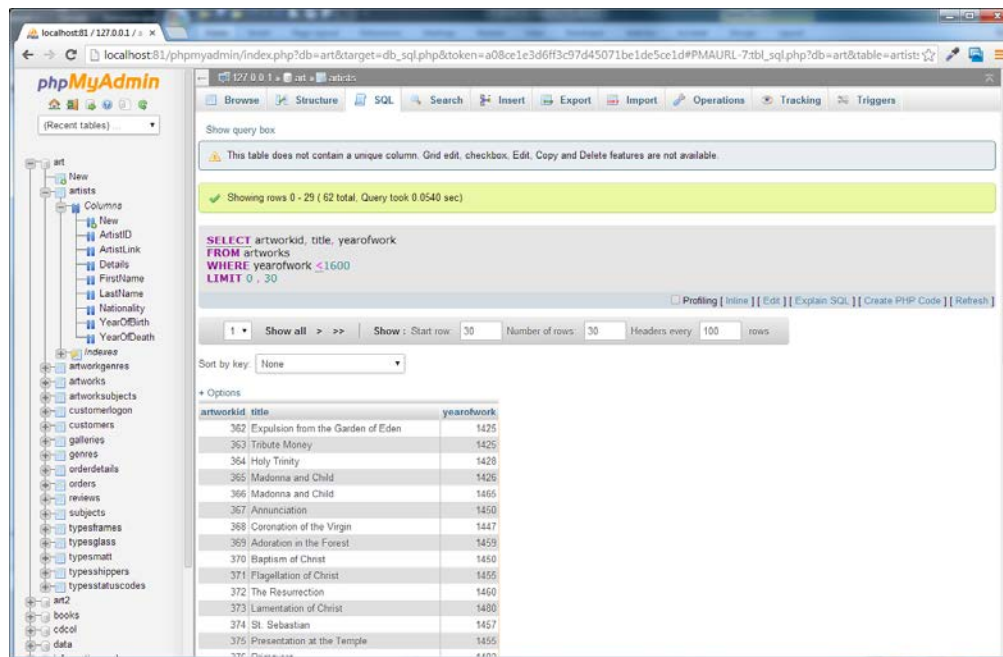 localhost:81 / 127.0.0.1 / a
localhost:81/phpmyadmin/index.php?db=art&target=db_sql.php&token=a08ce1e3d6ff3c97d45071be1de5ce1d#PMAURL-7:tbl_sql.php?db=art&table=artists
phpMyAdmin
(Recent tables) ...
art
New
artists
Columns
New
ArtistID
ArtistLink
Details
FirstName
LastName
Nationality
YearOfBirth
YearOfDeath
Indexes
artworkgenres
artworks
artworksubjects
customerlogon
customers
galleries
genres
orderdetails
orders
reviews
subjects
typesframes
typesglass
typesmatt
typesshippers
typesstatuscodes
art2
books
cdcol
data
127.0.0.1 » art » artists
Browse Structure SQL Search Insert Export Import Operations Tracking Triggers
Show query box
This table does not contain a unique column. Grid edit, checkbox, Edit, Copy and Delete features are not available.
Showing rows 0 - 29 ( 62 total, Query took 0.0540 sec)
SELECT artworkid, title, yearofwork
FROM artworks
WHERE yearofwork <1600
LIMIT 0 , 30
Profiling [ Inline ] [ Edit ] [ Explain SQL ] [ Create PHP Code ] [ Refresh ]
1 Show all > >> Show : Start row: 30 Number of rows: 30 Headers every 100 rows
Sort by key: None
+ Options
artworkid title yearofwork
362 Expulsion from the Garden of Eden 1425
363 Tribute Money 1425
364 Holy Trinity 1428
365 Madonna and Child 1426
366 Madonna and Child 1465
367 Annunciation 1450
368 Coronation of the Virgin 1447
369 Adoration in the Forest 1459
370 Baptism of Christ 1450
371 Flagellation of Christ 1455
372 The Resurrection 1460
373 Lamentation of Christ 1480
374 St. Sebastian 1457
375 Presentation at the Temple 1455